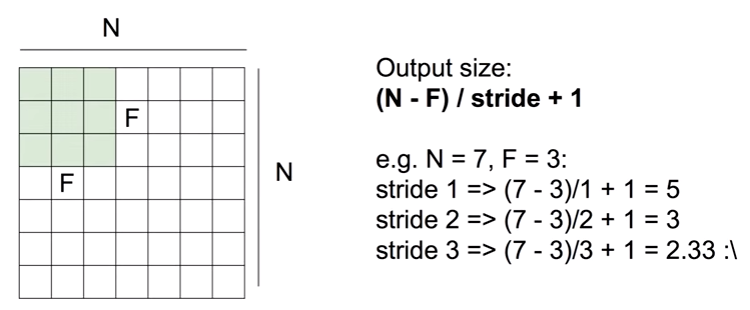 N
F
F
N
Output size:
(N - F) / stride + 1
e.g. N = 7, F = 3:
stride 1 => (7 - 3)/1 + 1 = 5
stride 2 => (7 - 3)/2 + 1 = 3
stride 3 => (7 - 3)/3 + 1 = 2.33 :\